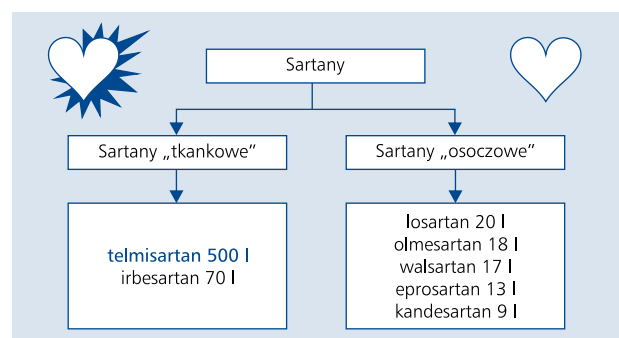 Sartany
Sartany „tkankowe”
Sartany „osoczowe”
telmisartan 500 l
irbesartan 70 l
losartan 20 l
olmesartan 18 l
walsartan 17 l
eprosartan 13 l
kandesartan 9 l